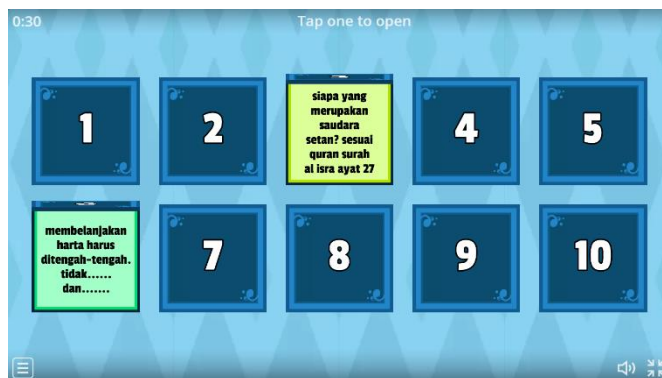 0:30
Tap one to open
1
2
siapa yang
merupakan
saudara
setan? sesuai
quran surah
al isra ayat 27
4
5
membelanjakan
harta harus
ditengah-tengah.
tidak......
dan.......
7
8
9
10